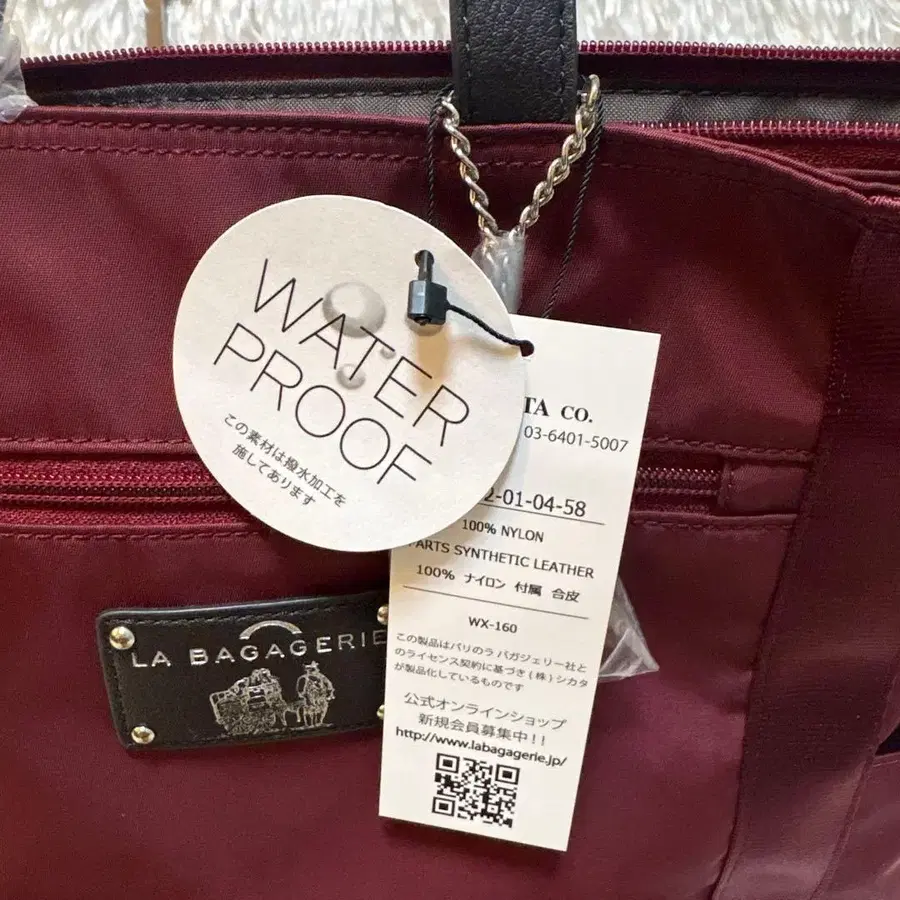 WATER
PROOF
この素材は撥水加工を
施してあります
TA CO.
03-6401-5007
2-01-04-58
100% NYLON
PARTS SYNTHETIC LEATHER
100% ナイロン 付属 合皮
WX-160
この製品はパリのラ バガジェリー社と
のライセンス契約に基づき(株)シカタ
が製品化しているものです
公式オンラインショップ
新規会員募集中!!
http://www.labagagerie.jp/
LA BAGAGERIE